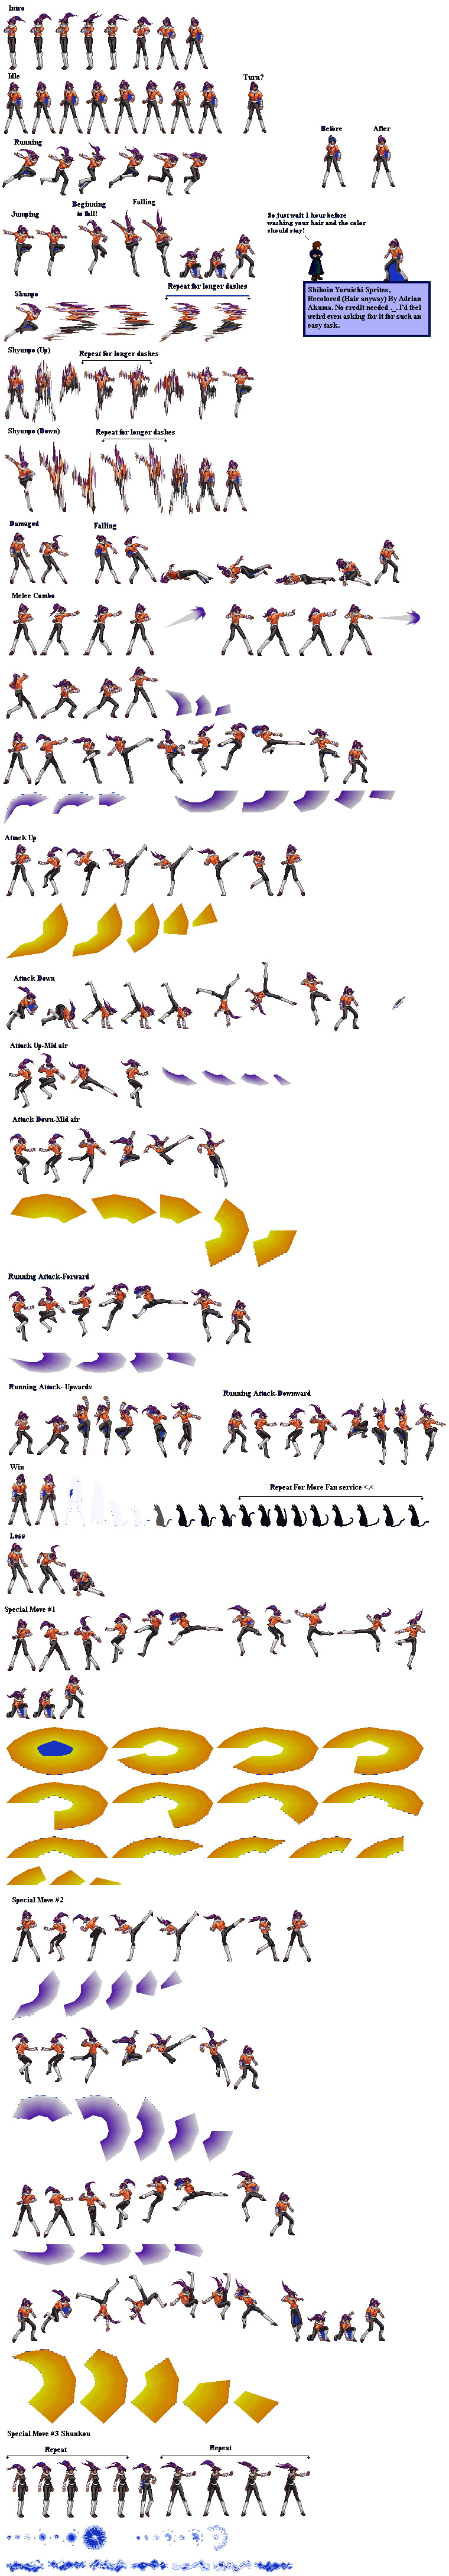 Intro
Idle
Turn?
Before
After
Running
Jumping
Beginning
to fall!
Falling
So just wait 1 hour before
washing your hair and the color
should stay!
Shihoin Yoruichi Sprites,
Recolored (Hair anyway) By Adrian
Akuma. No credit needed ._. I'd feel
weird even asking for it for such an
easy task.
Shunpo
Repeat for longer dashes
Shyunpo (Up)
Repeat for longer dashes
Shyunpo (Down)
Repeat for longer dashes
Damaged
Falling
Melee Combo
Attack Up
Attack Down
Attack Up-Mid air
Attack Down-Mid air
Running Attack-Forward
Running Attack- Upwards
Running Attack-Downward
Win
Repeat For More Fan service <.<
Loss
Special Move #1
Special Move #2
Special Move #3 Shunkou
Repeat
Repeat